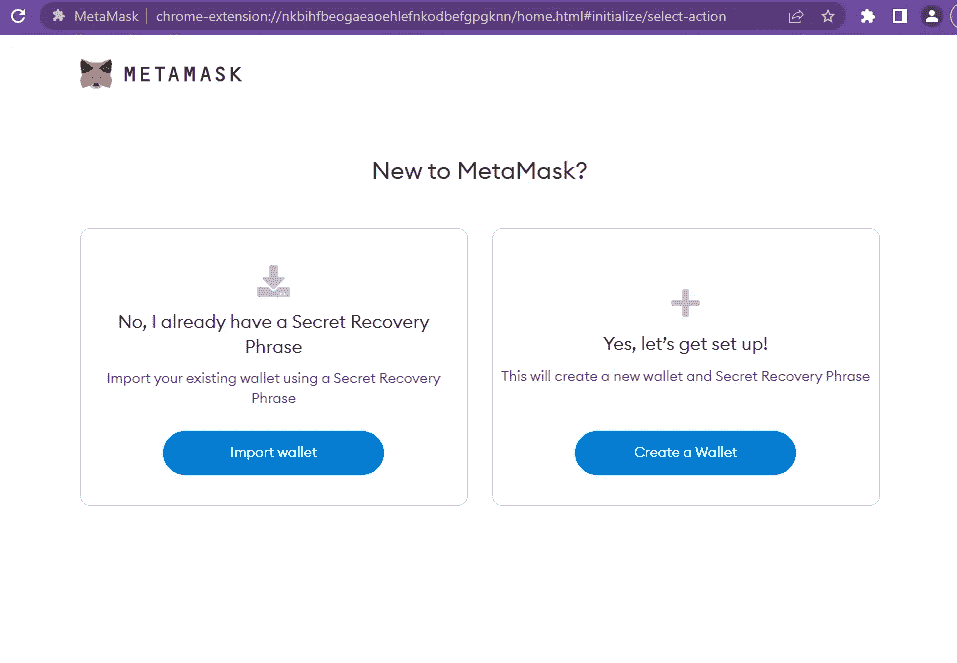 MetaMask chrome-extension://nkbihfbeogaeaoehlefnkodbefgpgknn/home.html#initialize/select-action
METAMASK
New to MetaMask?
No, I already have a Secret Recovery
Phrase
Import your existing wallet using a Secret Recovery
Phrase
Import wallet
Yes, let’s get set up!
This will create a new wallet and Secret Recovery Phrase
Create a Wallet